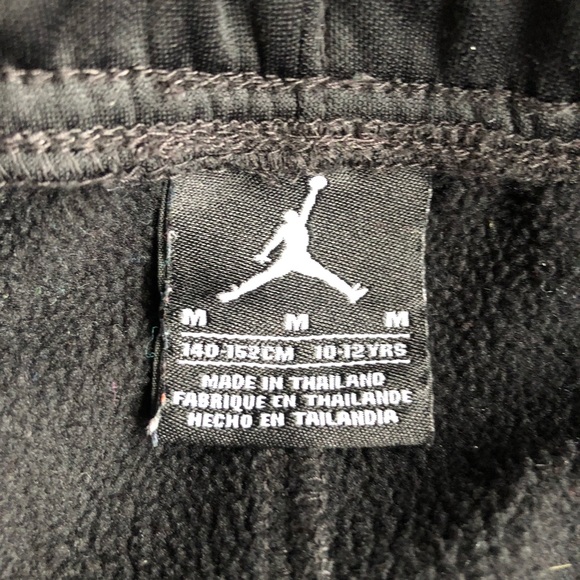 M M M
140-152CM 10-12YRS
MADE IN THAILAND
FABRIQUE EN THAILANDE
HECHO EN TAILANDIA